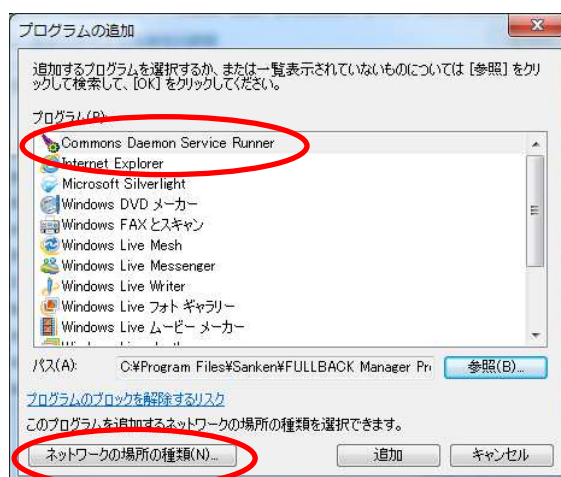 プログラムの追加
追加するプログラムを選択するか、または一覧表示されていないものについては [参照] をクリ
ックして検索して、[OK] をクリックしてください。
プログラム(P):
Commons Daemon Service Runner
Internet Explorer
Microsoft Silverlight
Windows DVD メーカー
Windows FAX とスキャン
Windows Live Mesh
Windows Live Messenger
Windows Live Writer
Windows Live フォト ギャラリー
Windows Live ムービー メーカー
パス(A): C:¥Program Files¥Sanken¥FULLBACK Manager Pr 参照(B)...
プログラムのブロックを解除するリスク
このプログラムを追加するネットワークの場所の種類を選択できます。
ネットワークの場所の種類(N)... 追加 キャンセル